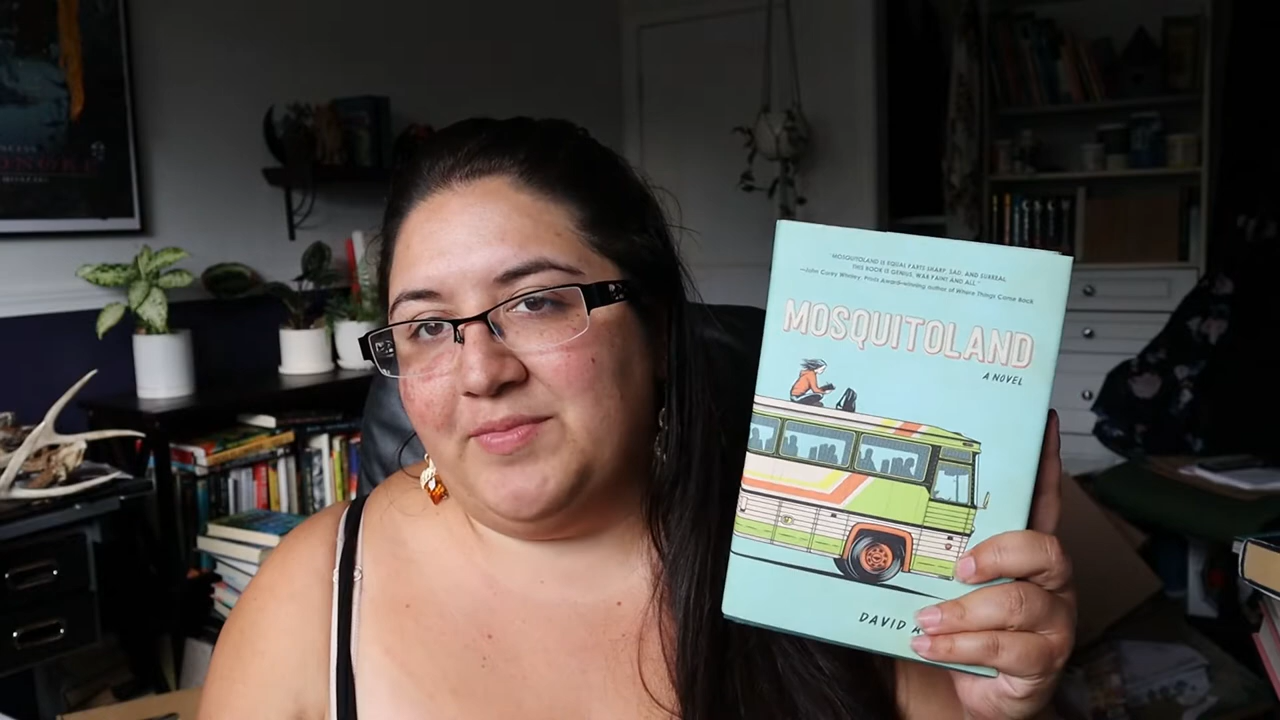 "MOSQUITOLAND IS EQUAL PARTS SHARP, SAD, AND SURREAL.
THIS BOOK IS GENIUS, WAR PAINT AND ALL."
—John Corey Whaley, Printz Award–winning author of Where Things Come Back
MOSQUITOLAND
A NOVEL
DAVID A